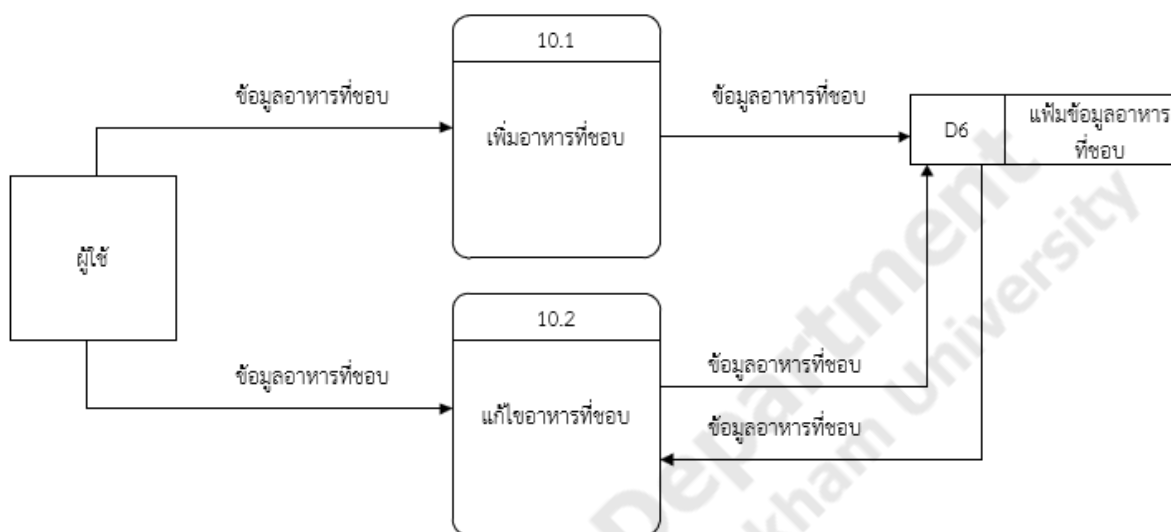 10.1
ข้อมูลอาหารที่ชอบ
ข้อมูลอาหารที่ชอบ
เพิ่มอาหารที่ชอบ
D6
แฟ้มข้อมูลอาหาร
ที่ชอบ
ผู้ใช้
10.2
ข้อมูลอาหารที่ชอบ
แก้ไขอาหารที่ชอบ
ข้อมูลอาหารที่ชอบ
ข้อมูลอาหารที่ชอบ
Department
University